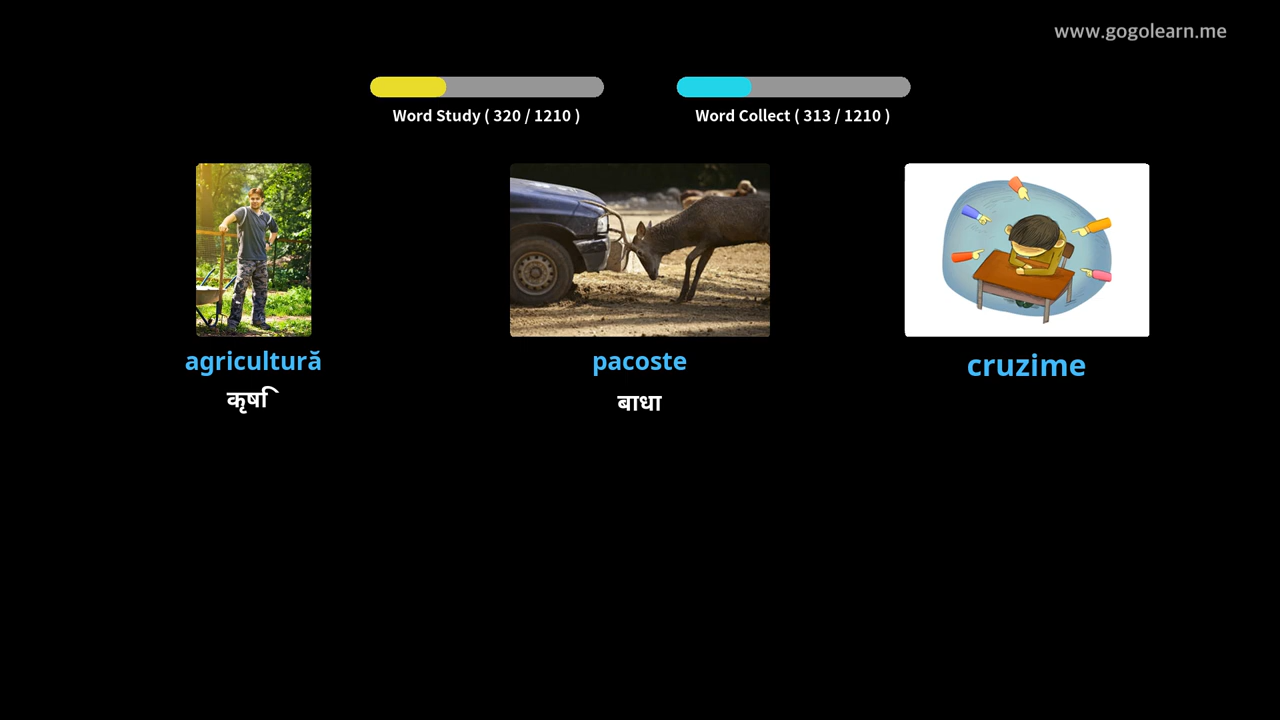 www.gogolearn.me
Word Study ( 320 / 1210 )
Word Collect ( 313 / 1210 )
agricultură
pacoste
cruzime
कृषि
बाधा